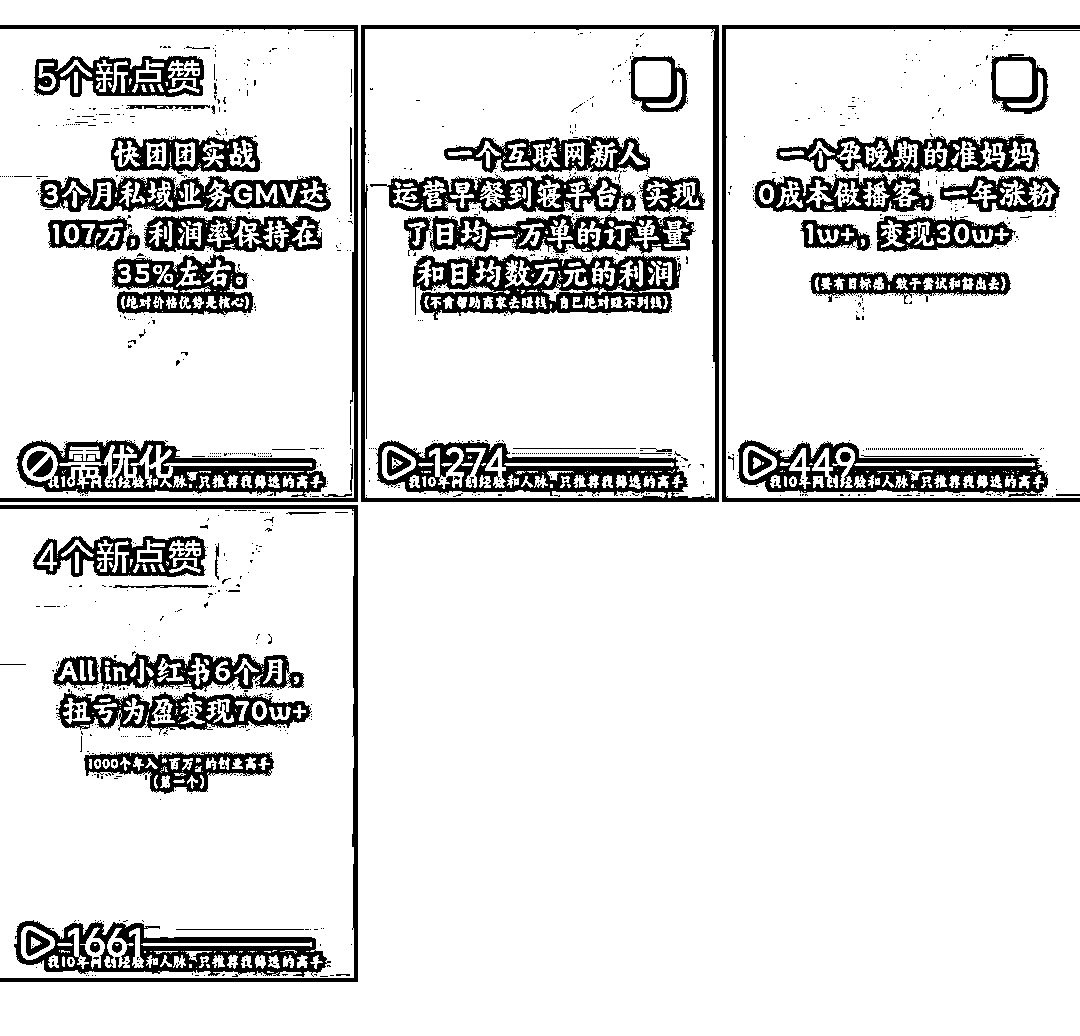 5个新点赞
快团团实战
3个月私域业务GMV达
107万，利润率保持在
35%左右。
(绝对价格优势是核心)
需优化
我10年网创经验和人脉，只推荐我筛选的高手
一个互联网新人
运营早餐到寝平台，实现
了日均一万单的订单量
和日均数万元的利润
(不肯帮助商家去赚钱，自己绝对赚不到钱)
1274
我10年网创经验和人脉，只推荐我筛选的高手
一个孕晚期的准妈妈
0成本做播客，一年涨粉
1w+，变现30w+
(要有目标感，敢于尝试和豁出去)
449
我10年网创经验和人脉，只推荐我筛选的高手
4个新点赞
All in小红书6个月，
扭亏为盈变现70w+
1000个年入“百万”的创业高手
(第一个)
1661
我10年网创经验和人脉，只推荐我筛选的高手